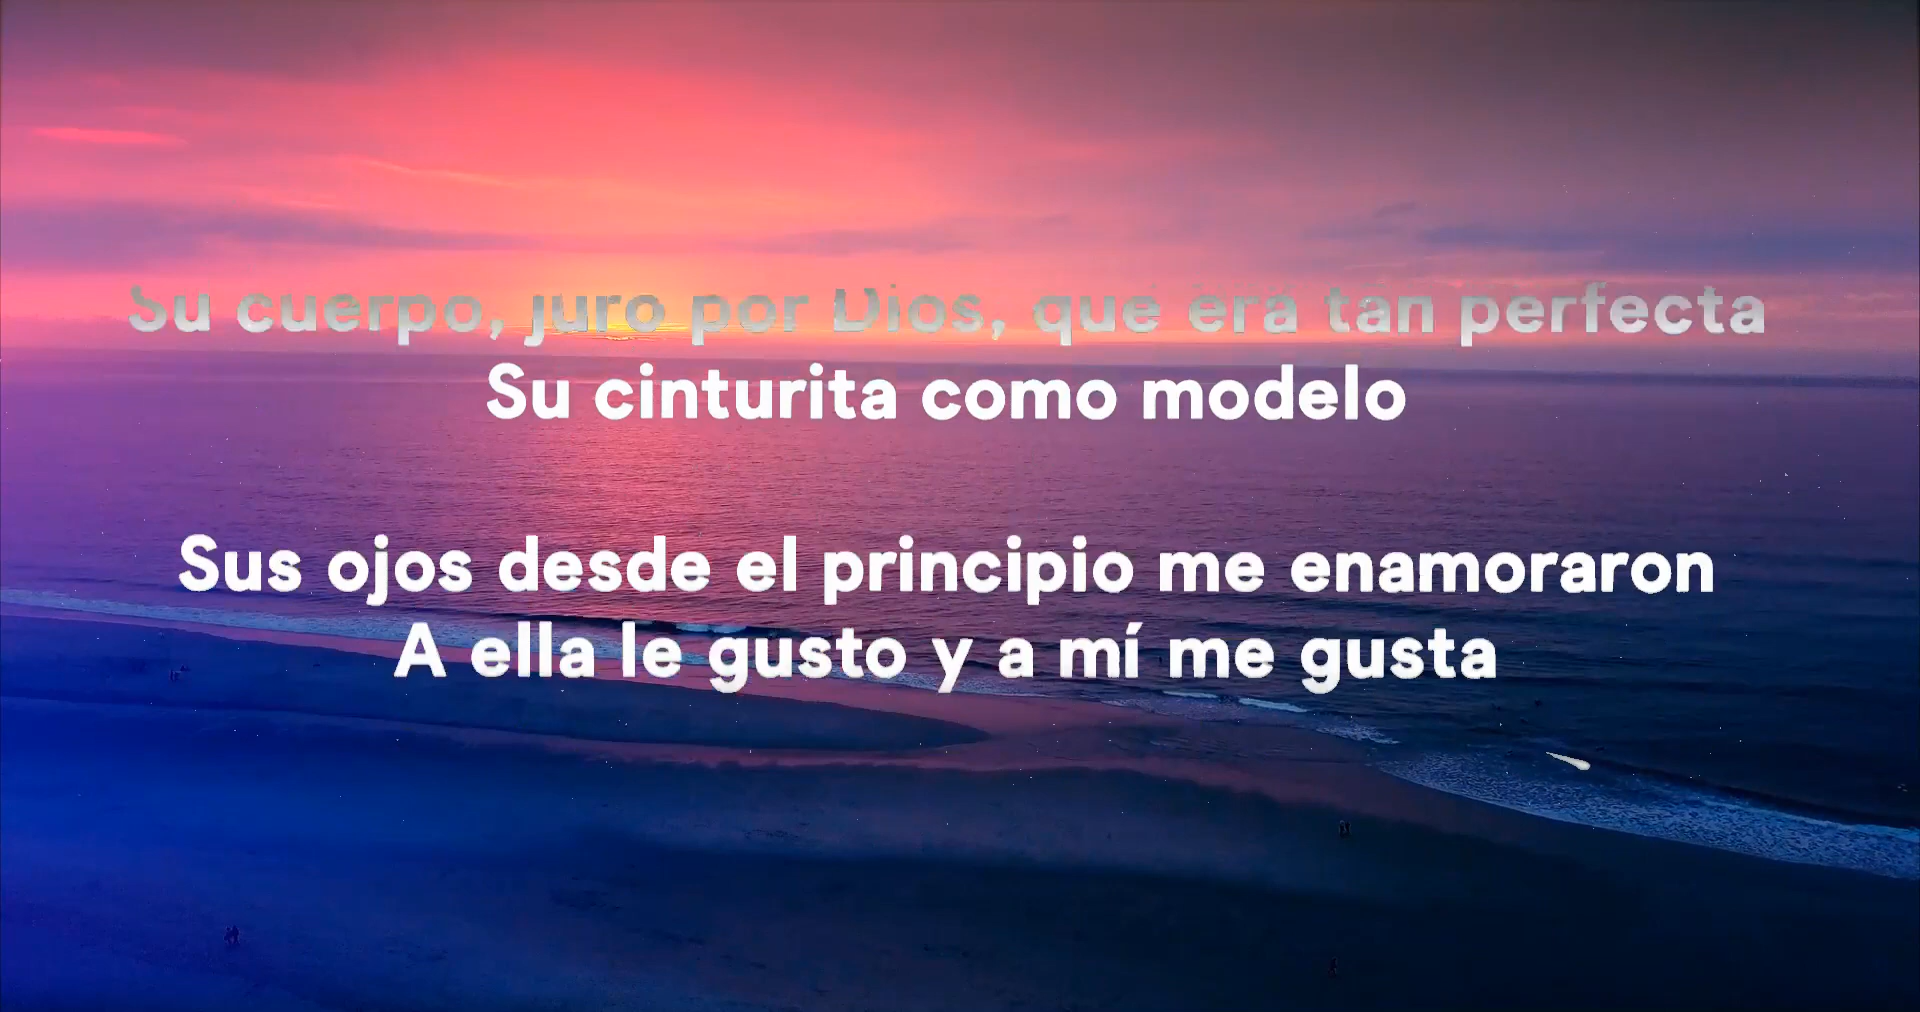 Su cuerpo, juro por Dios, que era tan perfecta
Su cinturita como modelo
Sus ojos desde el principio me enamoraron
A ella le gusto y a mí me gusta